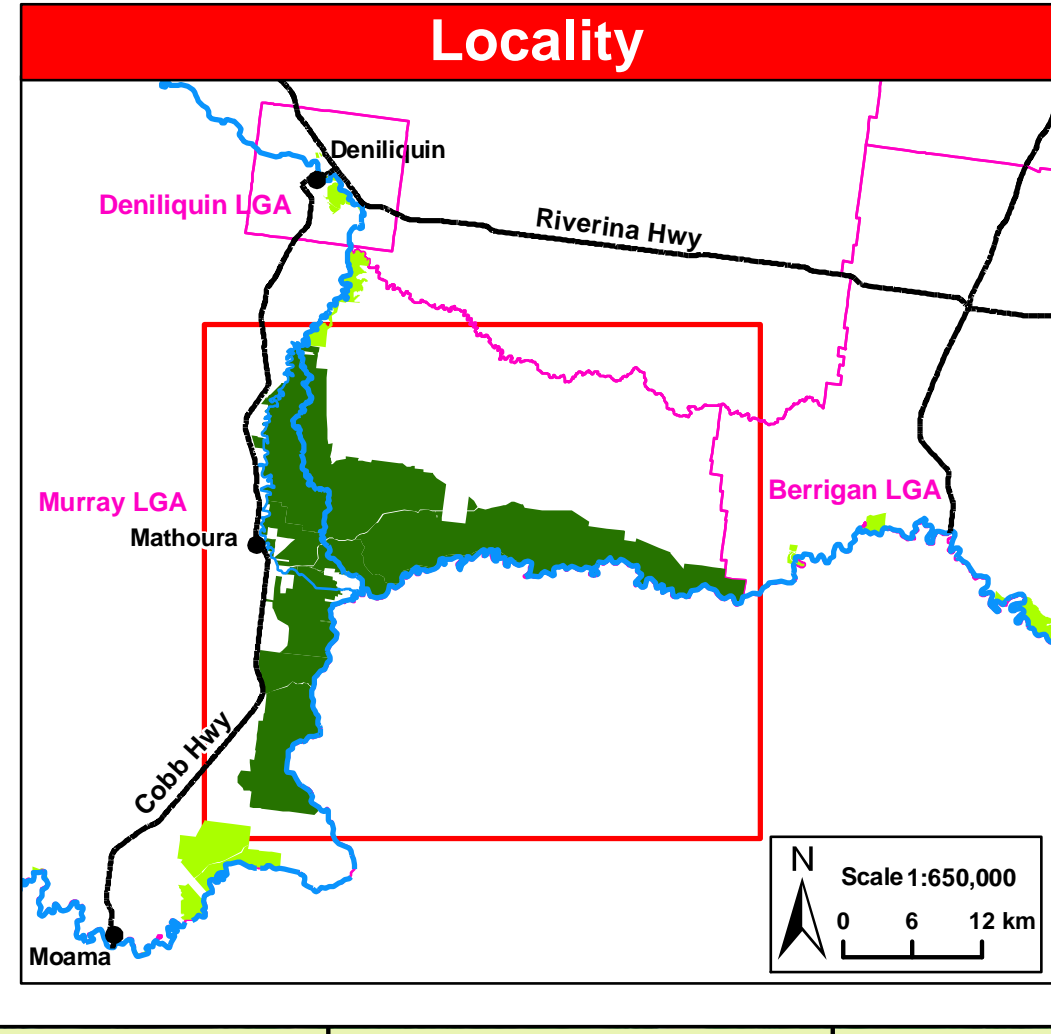 Locality
Deniliquin
Deniliquin LGA
Riverina Hwy
Murray LGA
Berrigan LGA
Mathoura
Cobb Hwy
Moama
N
Scale 1:650,000
0 6 12 km